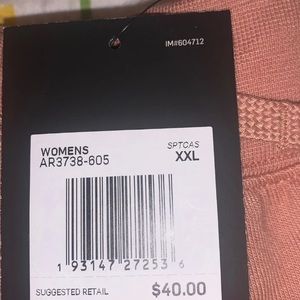 IM#604712
WOMENS SPTCAS
AR3738-605 XXL
1 93147 27253 6
SUGGESTED RETAIL $40.00